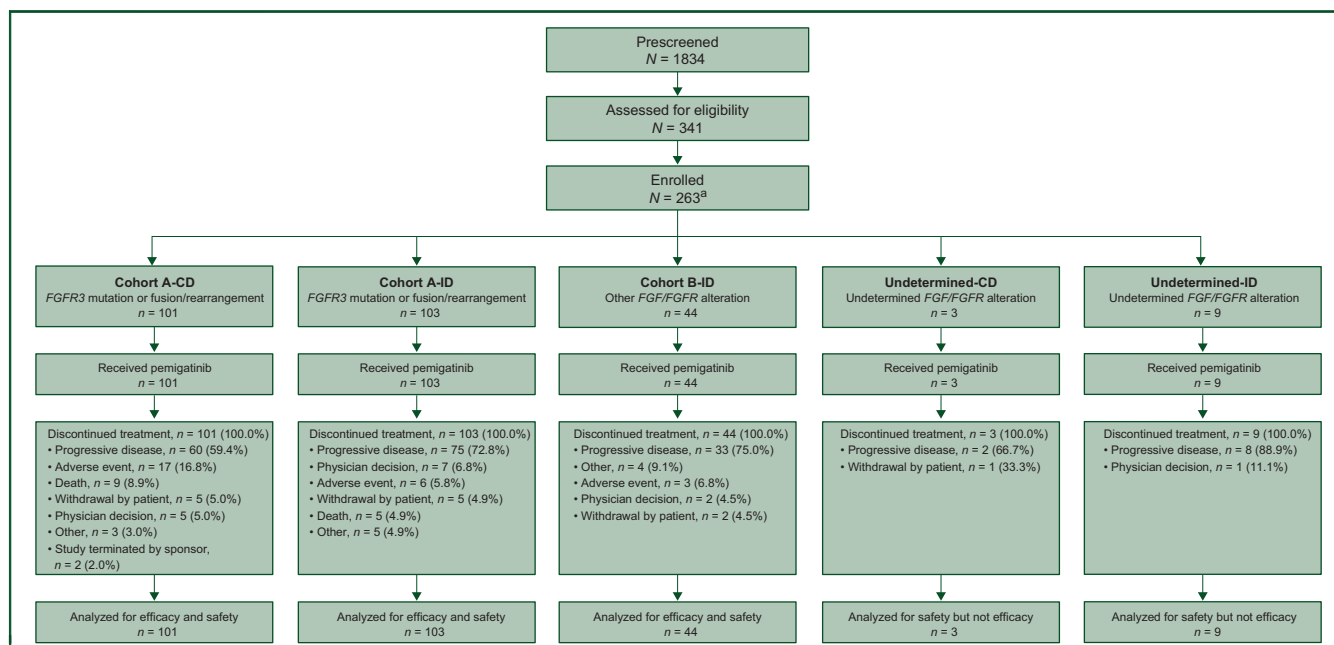 Prescreened
N = 1834
Assessed for eligibility
N = 341
Enrolled
N = 263a
Cohort A-CD
FGFR3 mutation or fusion/rearrangement
n = 101
Received pemigatinib
n = 101
Discontinued treatment, n = 101 (100.0%)
• Progressive disease, n = 60 (59.4%)
• Adverse event, n = 17 (16.8%)
• Death, n = 9 (8.9%)
• Withdrawal by patient, n = 5 (5.0%)
• Physician decision, n = 5 (5.0%)
• Other, n = 3 (3.0%)
• Study terminated by sponsor,
n = 2 (2.0%)
Analyzed for efficacy and safety
n = 101
Cohort A-ID
FGFR3 mutation or fusion/rearrangement
n = 103
Received pemigatinib
n = 103
Discontinued treatment, n = 103 (100.0%)
• Progressive disease, n = 75 (72.8%)
• Physician decision, n = 7 (6.8%)
• Adverse event, n = 6 (5.8%)
• Withdrawal by patient, n = 5 (4.9%)
• Death, n = 5 (4.9%)
• Other, n = 5 (4.9%)
Analyzed for efficacy and safety
n = 103
Cohort B-ID
Other FGF/FGFR alteration
n = 44
Received pemigatinib
n = 44
Discontinued treatment, n = 44 (100.0%)
• Progressive disease, n = 33 (75.0%)
• Other, n = 4 (9.1%)
• Adverse event, n = 3 (6.8%)
• Physician decision, n = 2 (4.5%)
• Withdrawal by patient, n = 2 (4.5%)
Analyzed for efficacy and safety
n = 44
Undetermined-CD
Undetermined FGF/FGFR alteration
n = 3
Received pemigatinib
n = 3
Discontinued treatment, n = 3 (100.0%)
• Progressive disease, n = 2 (66.7%)
• Withdrawal by patient, n = 1 (33.3%)
Analyzed for safety but not efficacy
n = 3
Undetermined-ID
Undetermined FGF/FGFR alteration
n = 9
Received pemigatinib
n = 9
Discontinued treatment, n = 9 (100.0%)
• Progressive disease, n = 8 (88.9%)
• Physician decision, n = 1 (11.1%)
Analyzed for safety but not efficacy
n = 9